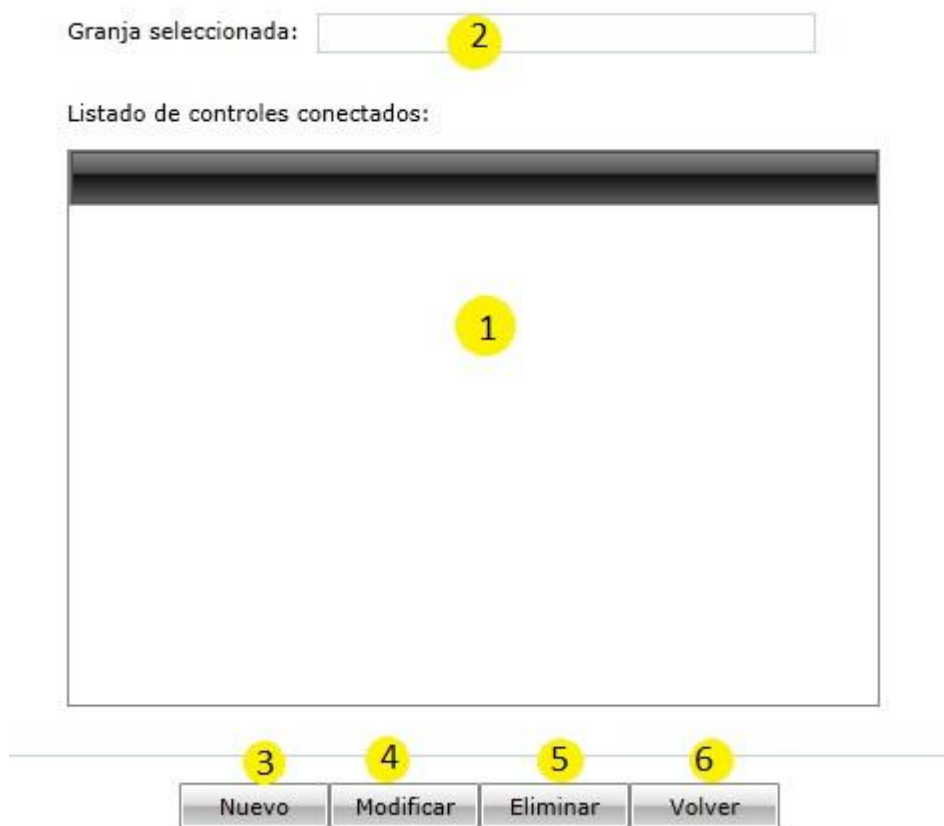 Granja seleccionada: 2
Listado de controles conectados:
1
3 4 5 6
Nuevo Modificar Eliminar Volver